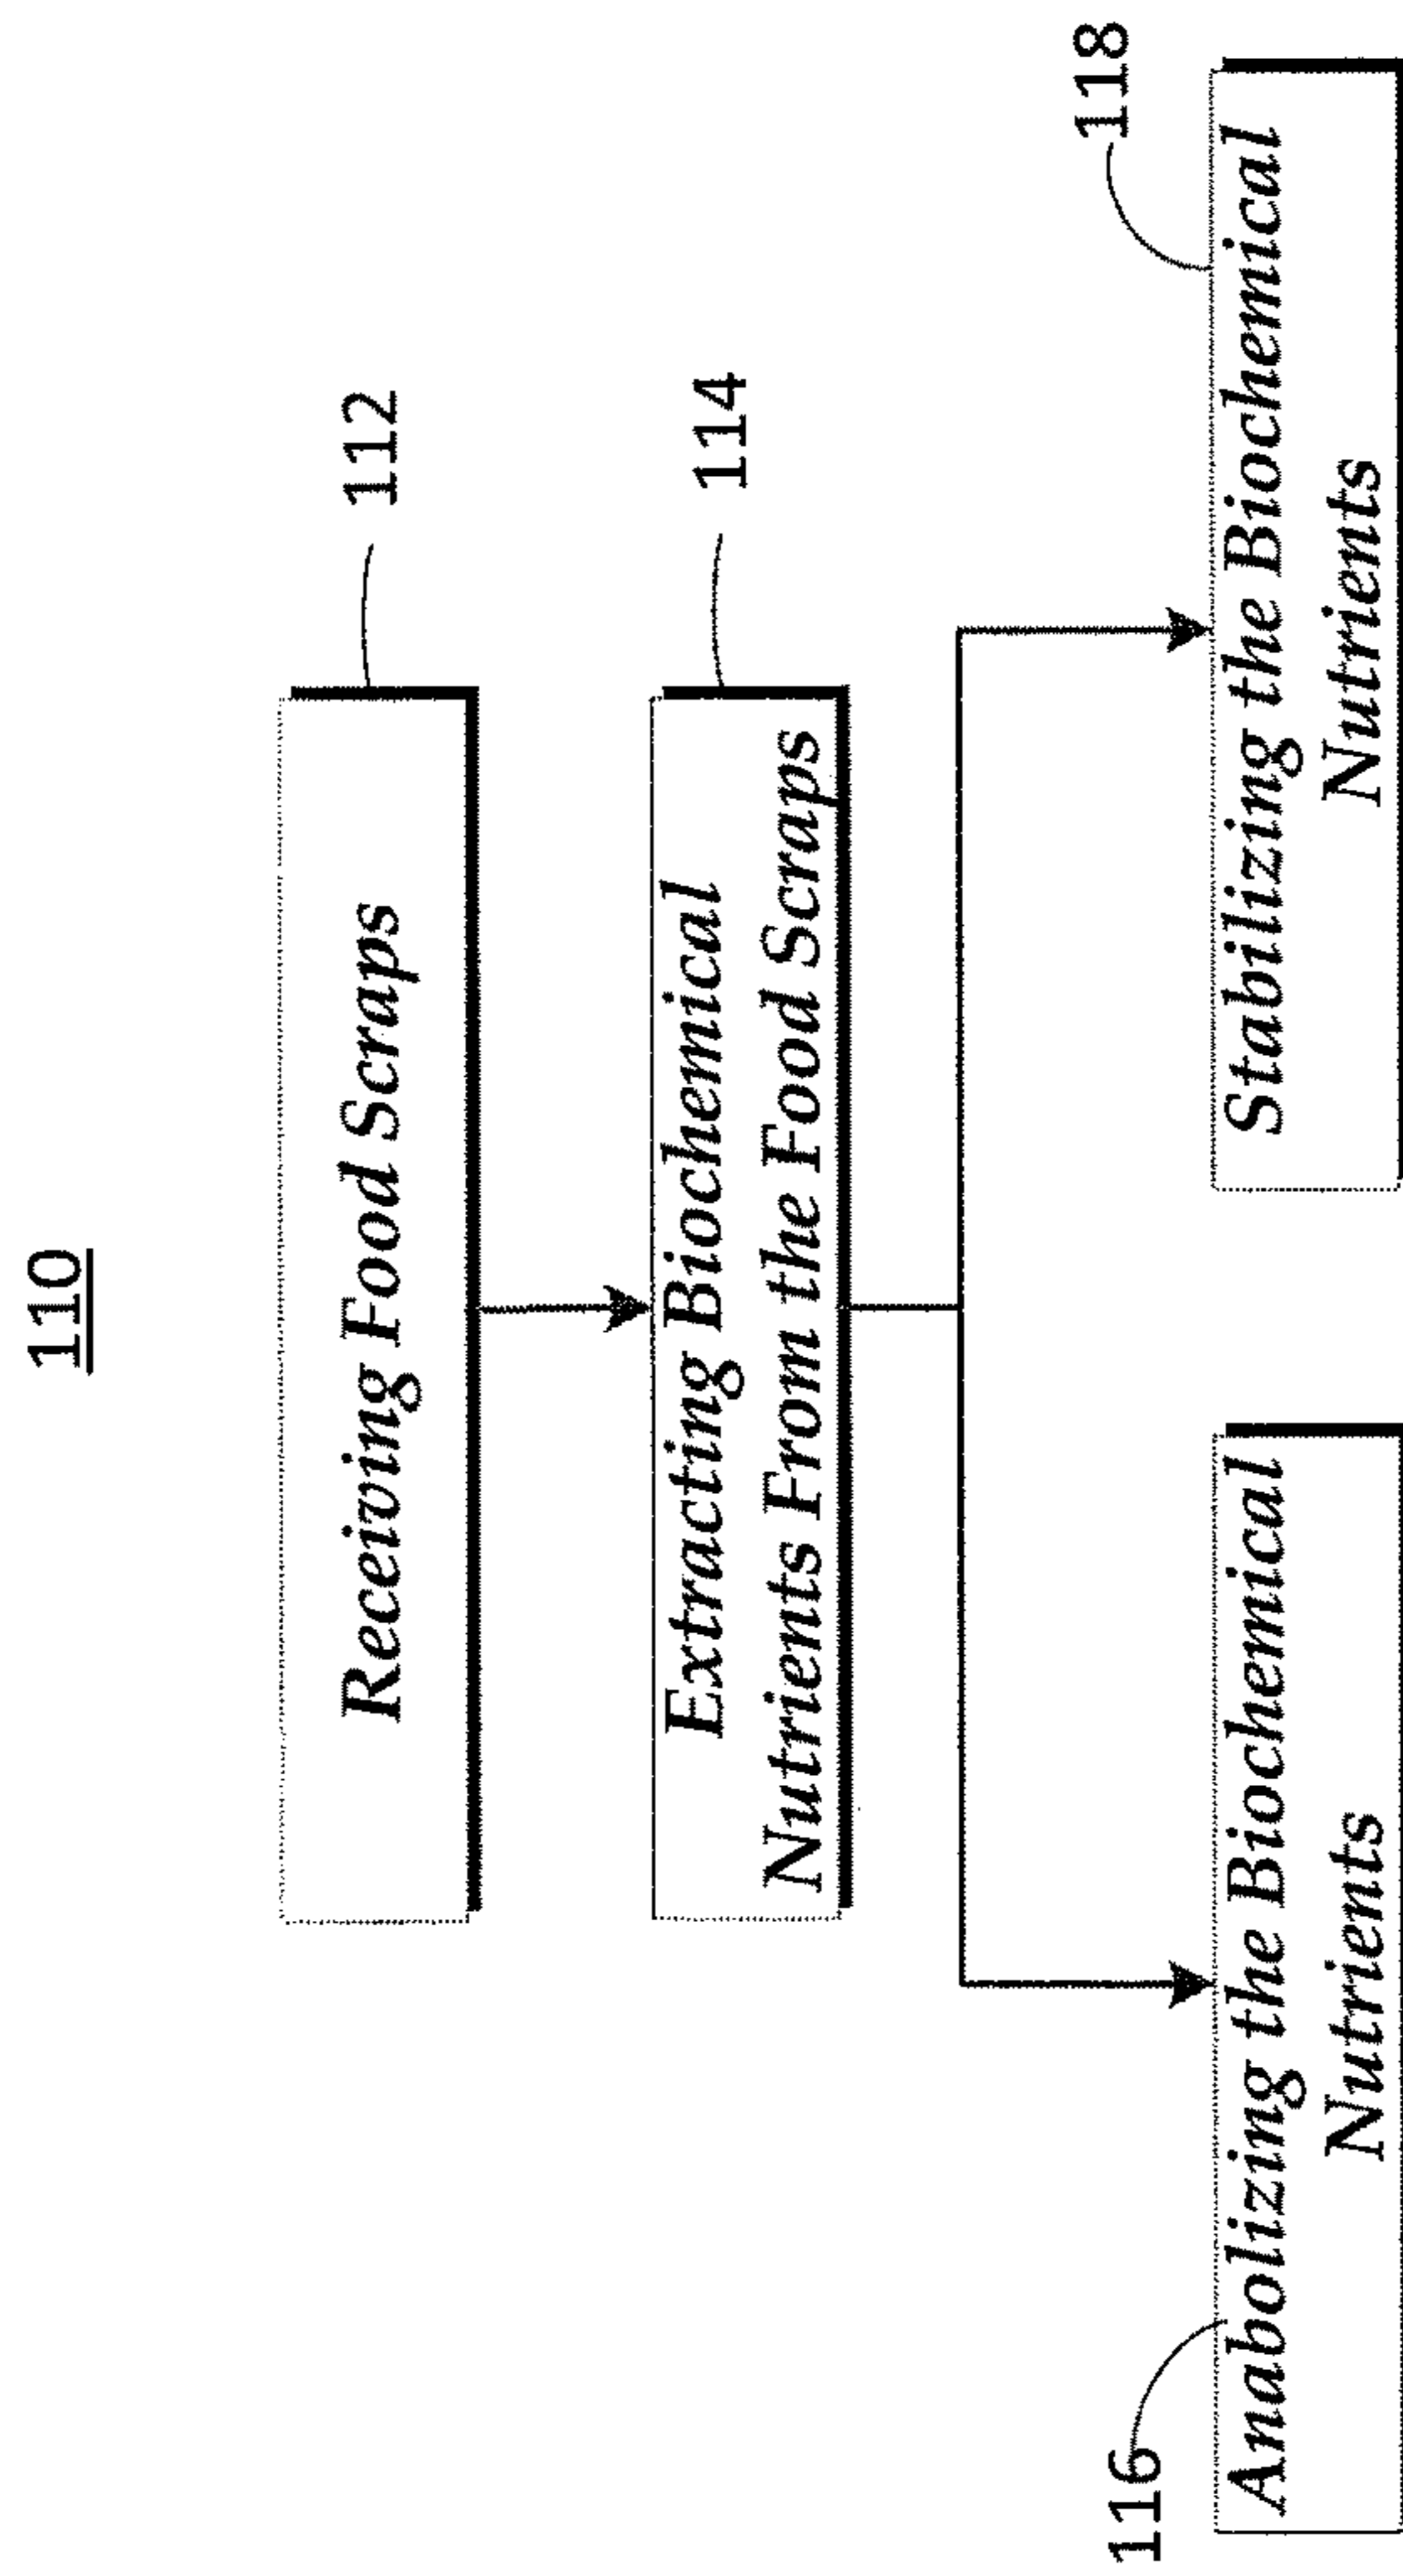 110
Receiving Food Scraps
112
Extracting Biochemical
Nutrients From the Food Scraps
114
116
Anabolizing the Biochemical
Nutrients
118
Stabilizing the Biochemical
Nutrients